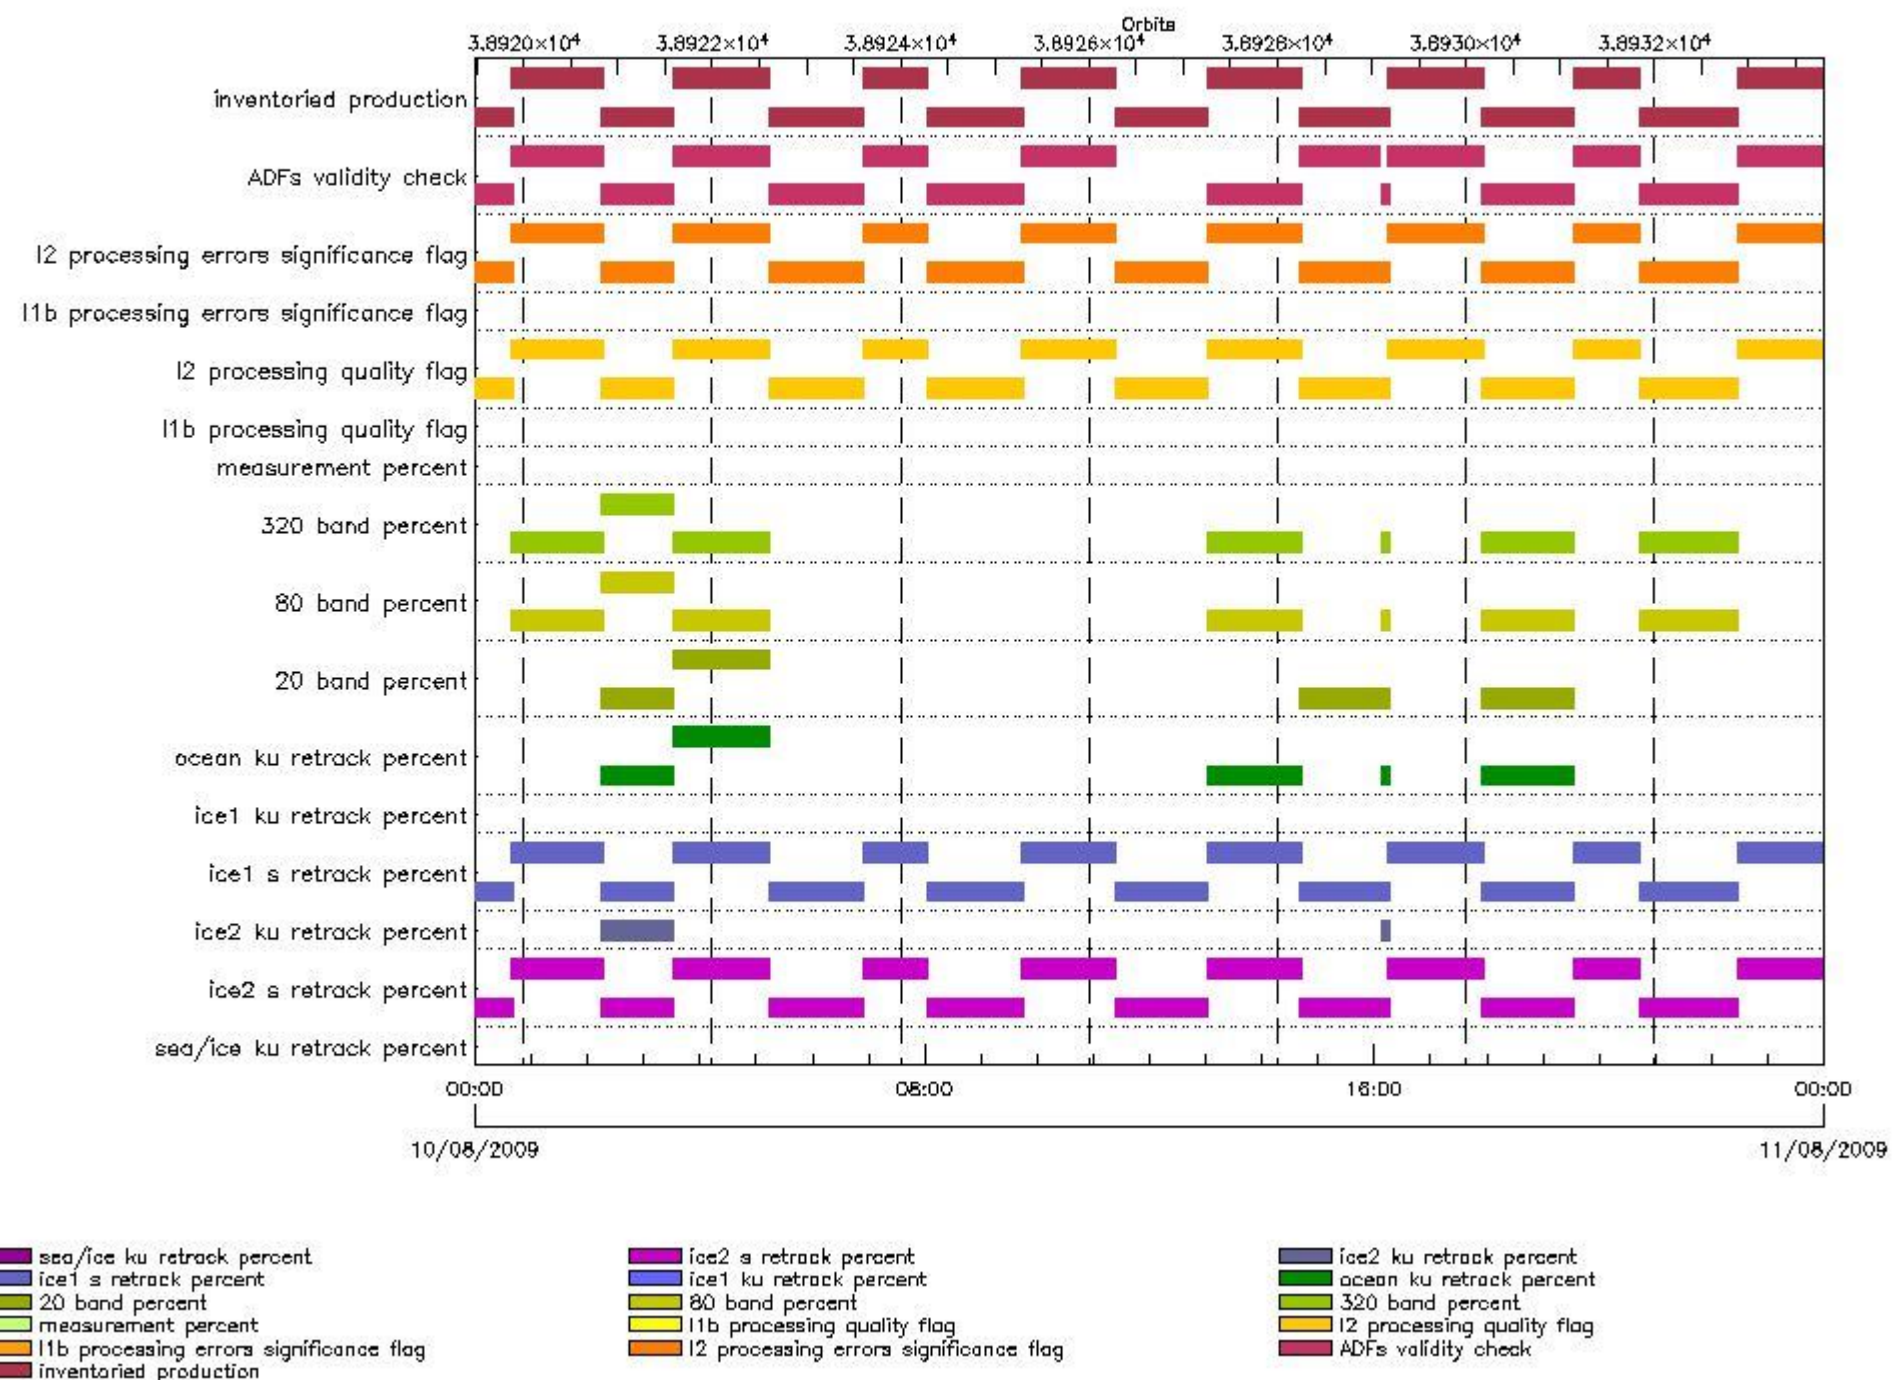 Orbits
3.8920×10⁴ 3.8922×10⁴ 3.8924×10⁴ 3.8926×10⁴ 3.8928×10⁴ 3.8930×10⁴ 3.8932×10⁴
inventoried production
ADFs validity check
l2 processing errors significance flag
l1b processing errors significance flag
l2 processing quality flag
l1b processing quality flag
measurement percent
320 band percent
80 band percent
20 band percent
ocean ku retrack percent
ice1 ku retrack percent
ice1 s retrack percent
ice2 ku retrack percent
ice2 s retrack percent
sea/ice ku retrack percent
00:00 08:00 16:00 00:00
10/08/2009 11/08/2009
sea/ice ku retrack percent ice2 s retrack percent ice2 ku retrack percent
ice1 s retrack percent ice1 ku retrack percent ocean ku retrack percent
20 band percent 80 band percent 320 band percent
measurement percent l1b processing quality flag l2 processing quality flag
l1b processing errors significance flag l2 processing errors significance flag ADFs validity check
inventoried production